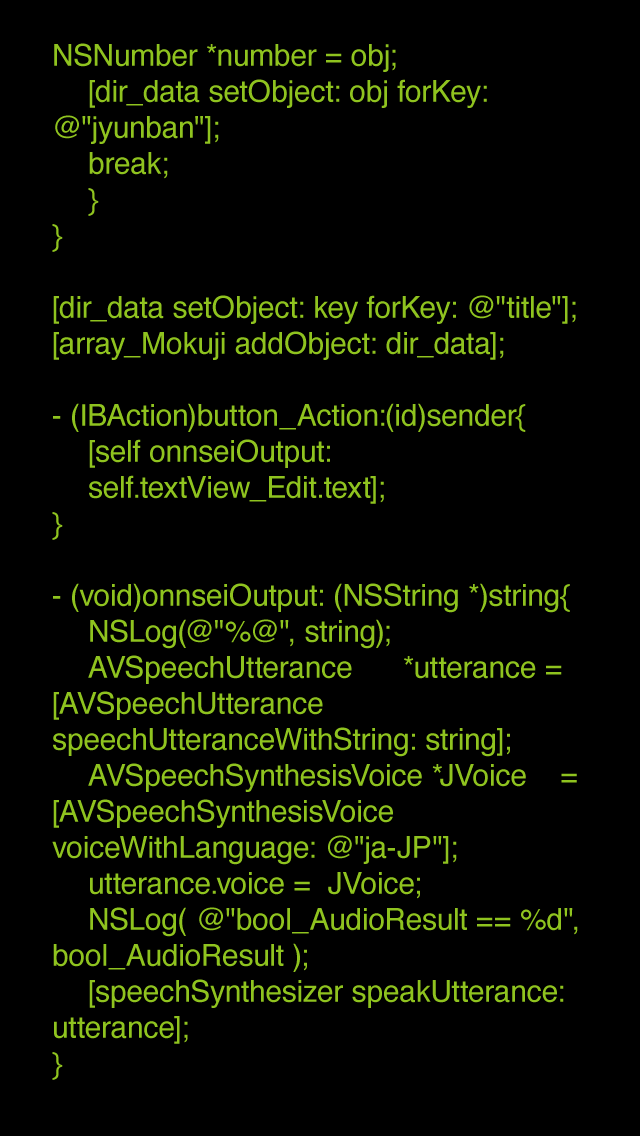 NSNumber *number = obj;
[dir_data setObject: obj forKey:
@"jyunban"];
break;
}
}
[dir_data setObject: key forKey: @"title"];
[array_Mokuji addObject: dir_data];
- (IBAction)button_Action:(id)sender{
[self onnseiOutput:
self.textView_Edit.text];
}
- (void)onnseiOutput: (NSString *)string{
NSLog(@"%@", string);
AVSpeechUtterance *utterance =
[AVSpeechUtterance
speechUtteranceWithString: string];
AVSpeechSynthesisVoice *JVoice =
[AVSpeechSynthesisVoice
voiceWithLanguage: @"ja-JP"];
utterance.voice = JVoice;
NSLog( @"bool_AudioResult == %d",
bool_AudioResult );
[speechSynthesizer speakUtterance:
utterance];
}